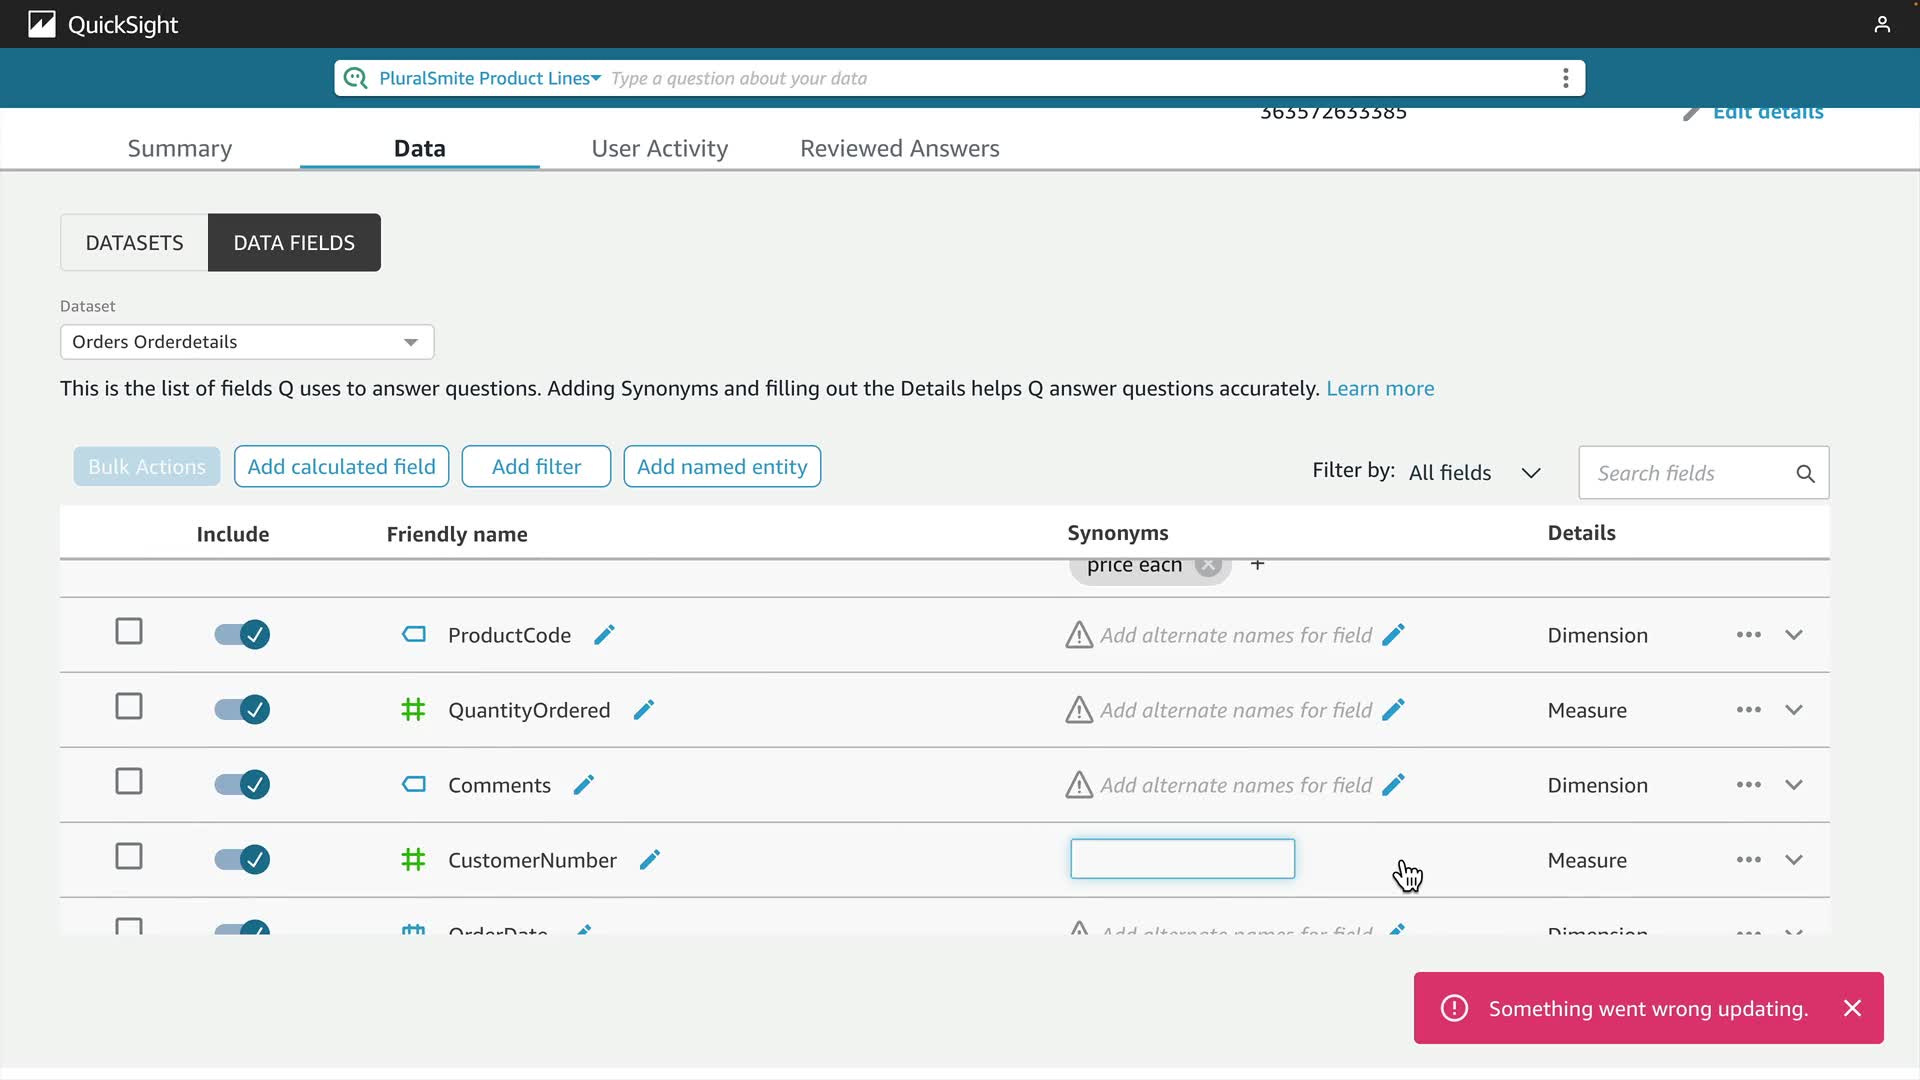 QuickSight
PluralSmite Product Lines Type a question about your data
363572633385 Edit details
Summary Data User Activity Reviewed Answers
DATASETS DATA FIELDS
Dataset
Orders Orderdetails
This is the list of fields Q uses to answer questions. Adding Synonyms and filling out the Details helps Q answer questions accurately. Learn more
Bulk Actions Add calculated field Add filter Add named entity Filter by: All fields Search fields
Include Friendly name Synonyms Details
price each +
ProductCode Add alternate names for field Dimension
QuantityOrdered Add alternate names for field Measure
Comments Add alternate names for field Dimension
CustomerNumber Measure
OrderDate Add alternate names for field Dimension
Something went wrong updating.